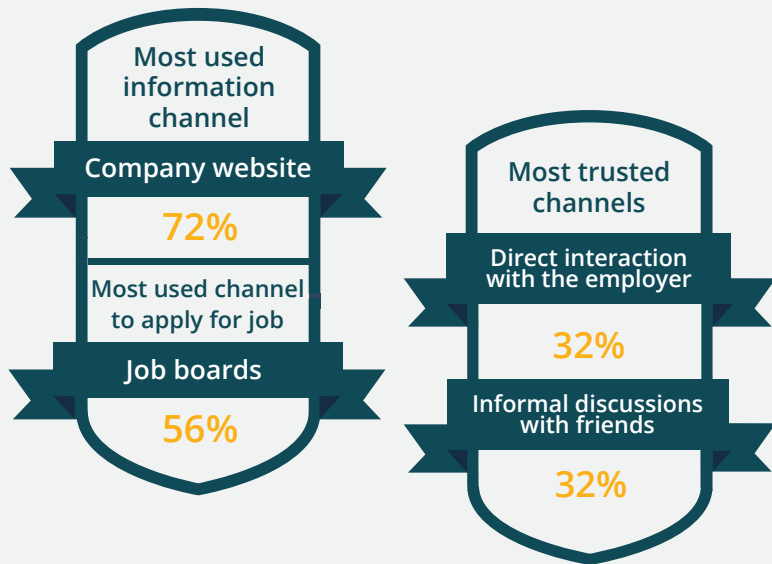 Most used
information
channel
Company website
72%
Most used channel
to apply for job
Job boards
56%
Most trusted
channels
Direct interaction
with the employer
32%
Informal discussions
with friends
32%